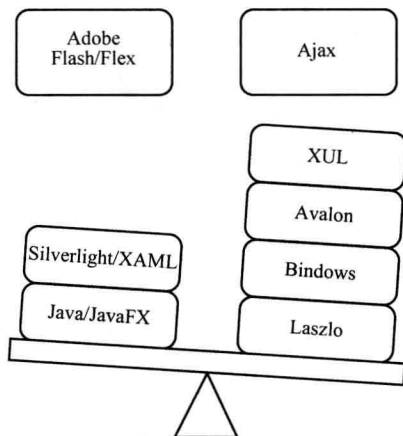 Adobe
Flash/Flex
Ajax
XUL
Avalon
Silverlight/XAML
Bindows
Java/JavaFX
Laszlo